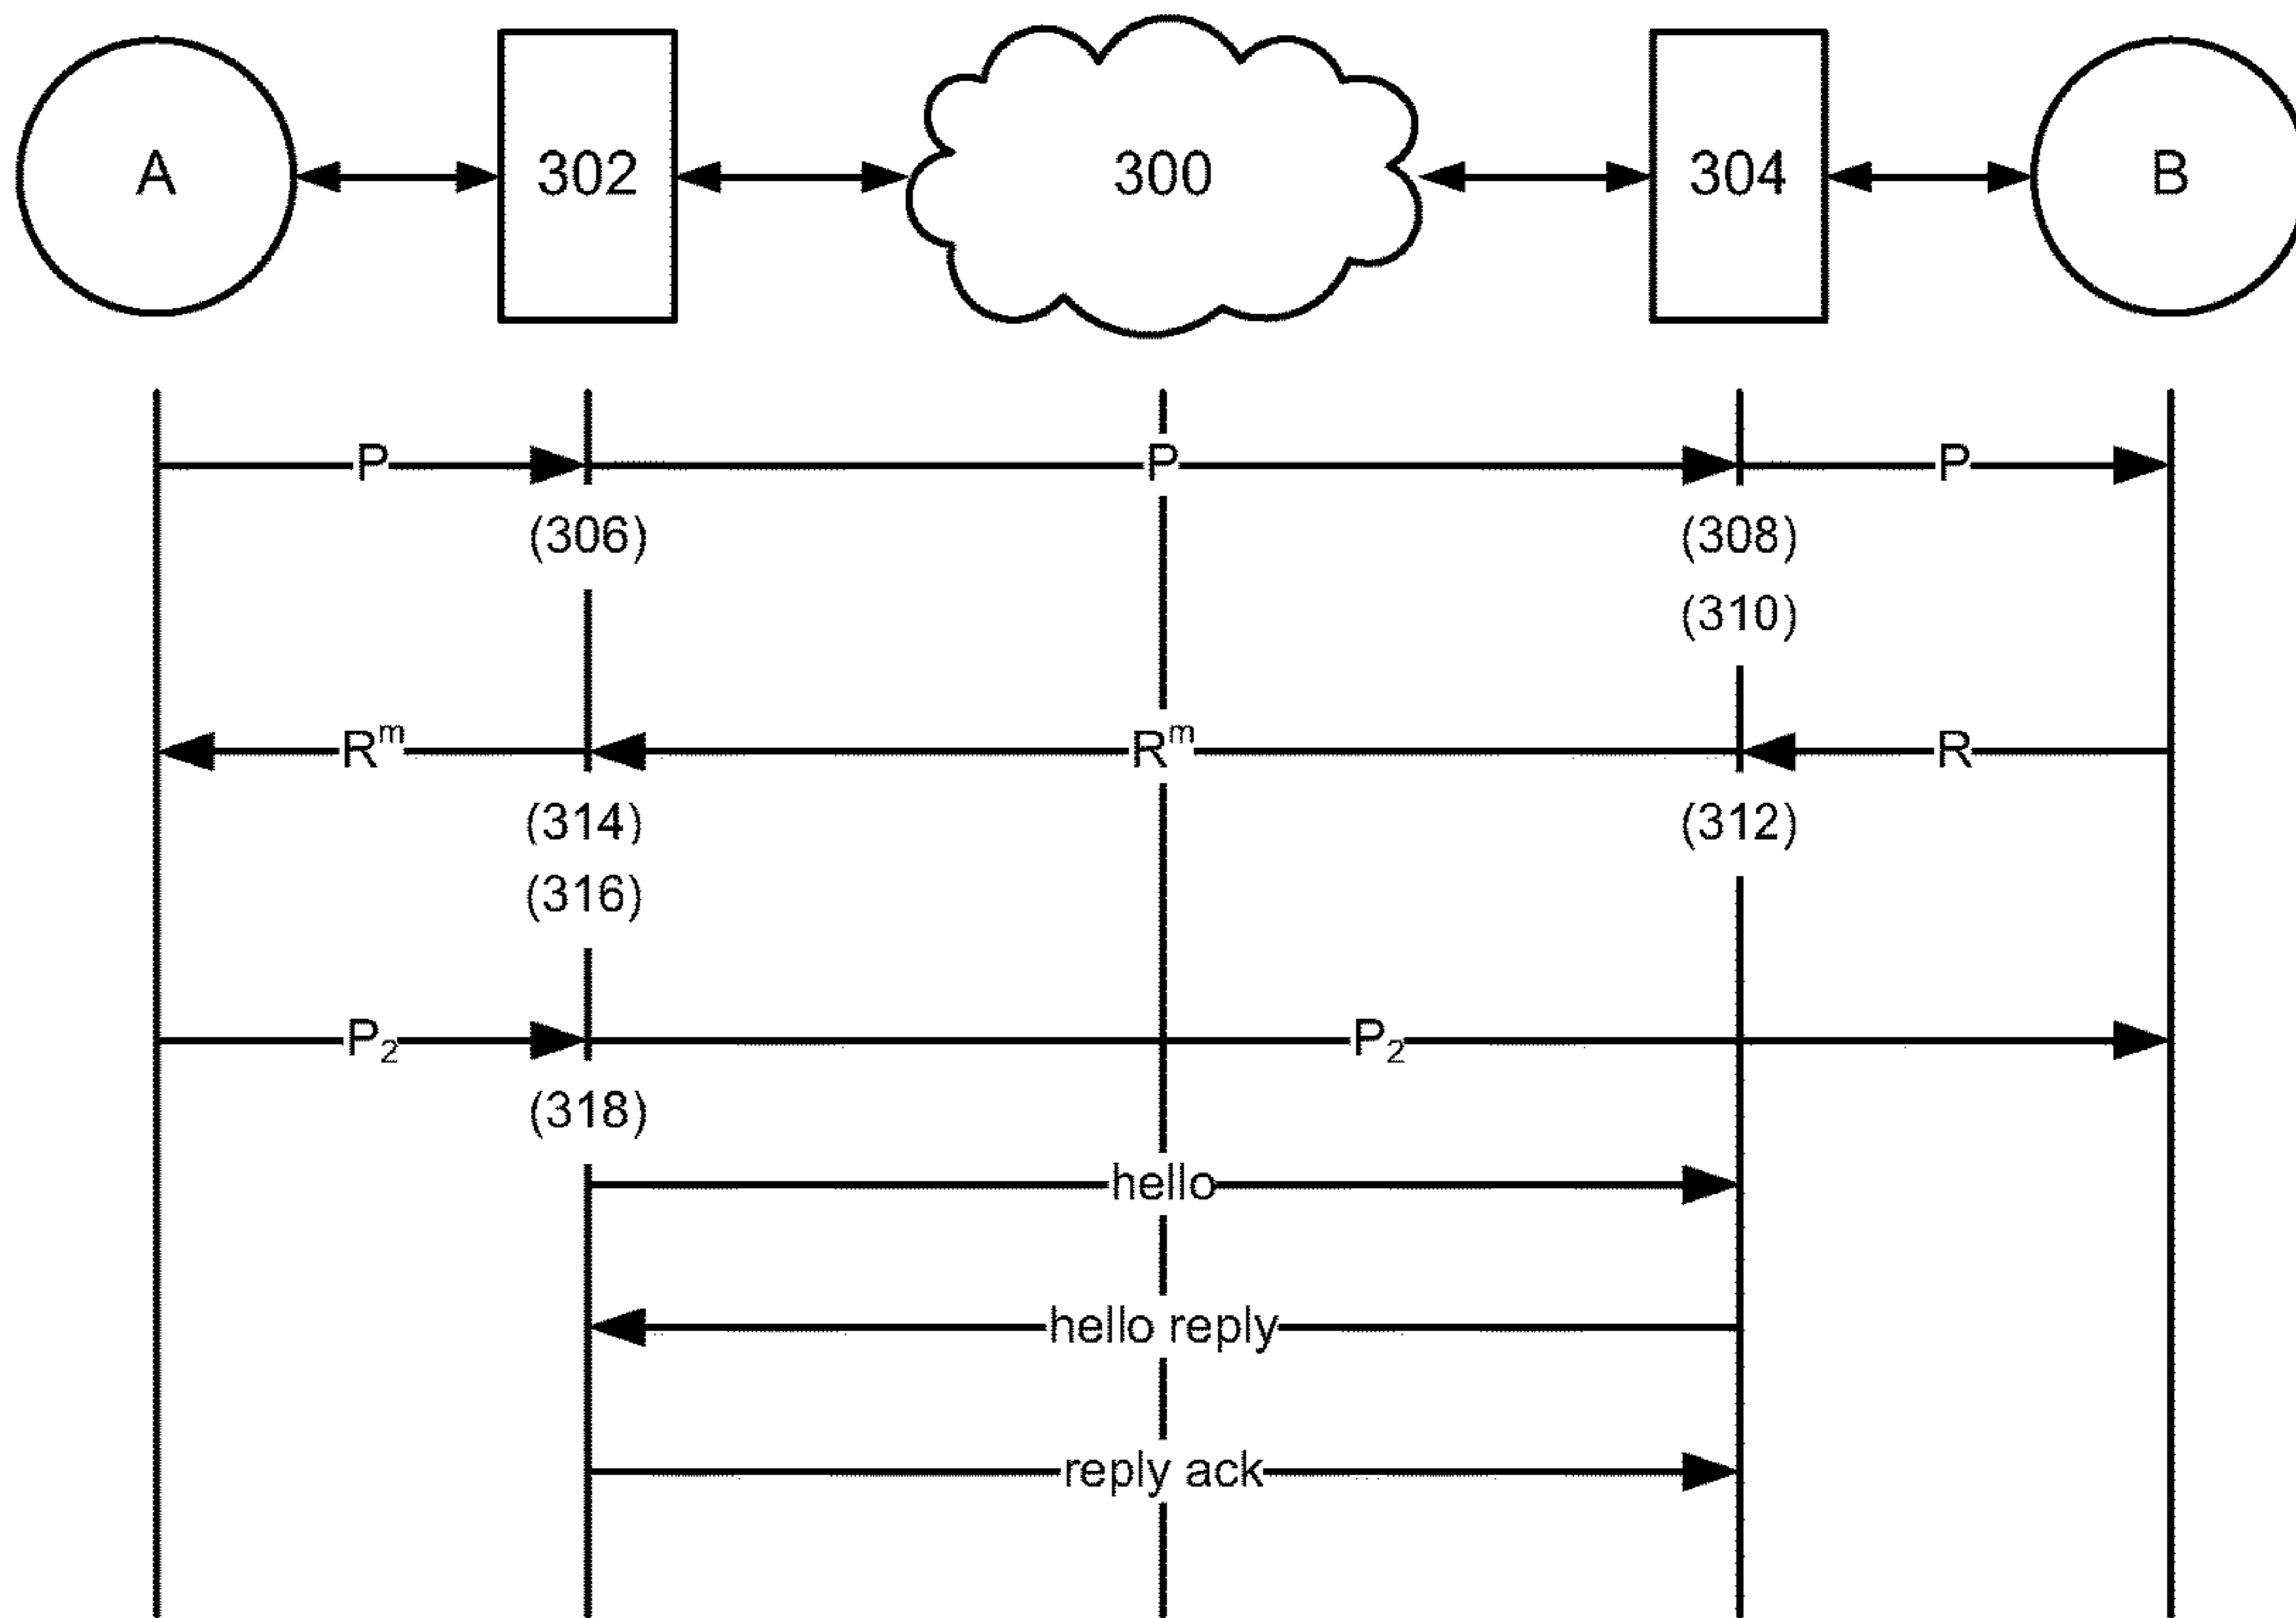 A 302 300 304 B
P P P
(306) (308)
(310)
Rᵐ Rᵐ R
(314) (312)
(316)
P₂ P₂
(318)
hello
hello reply
reply ack